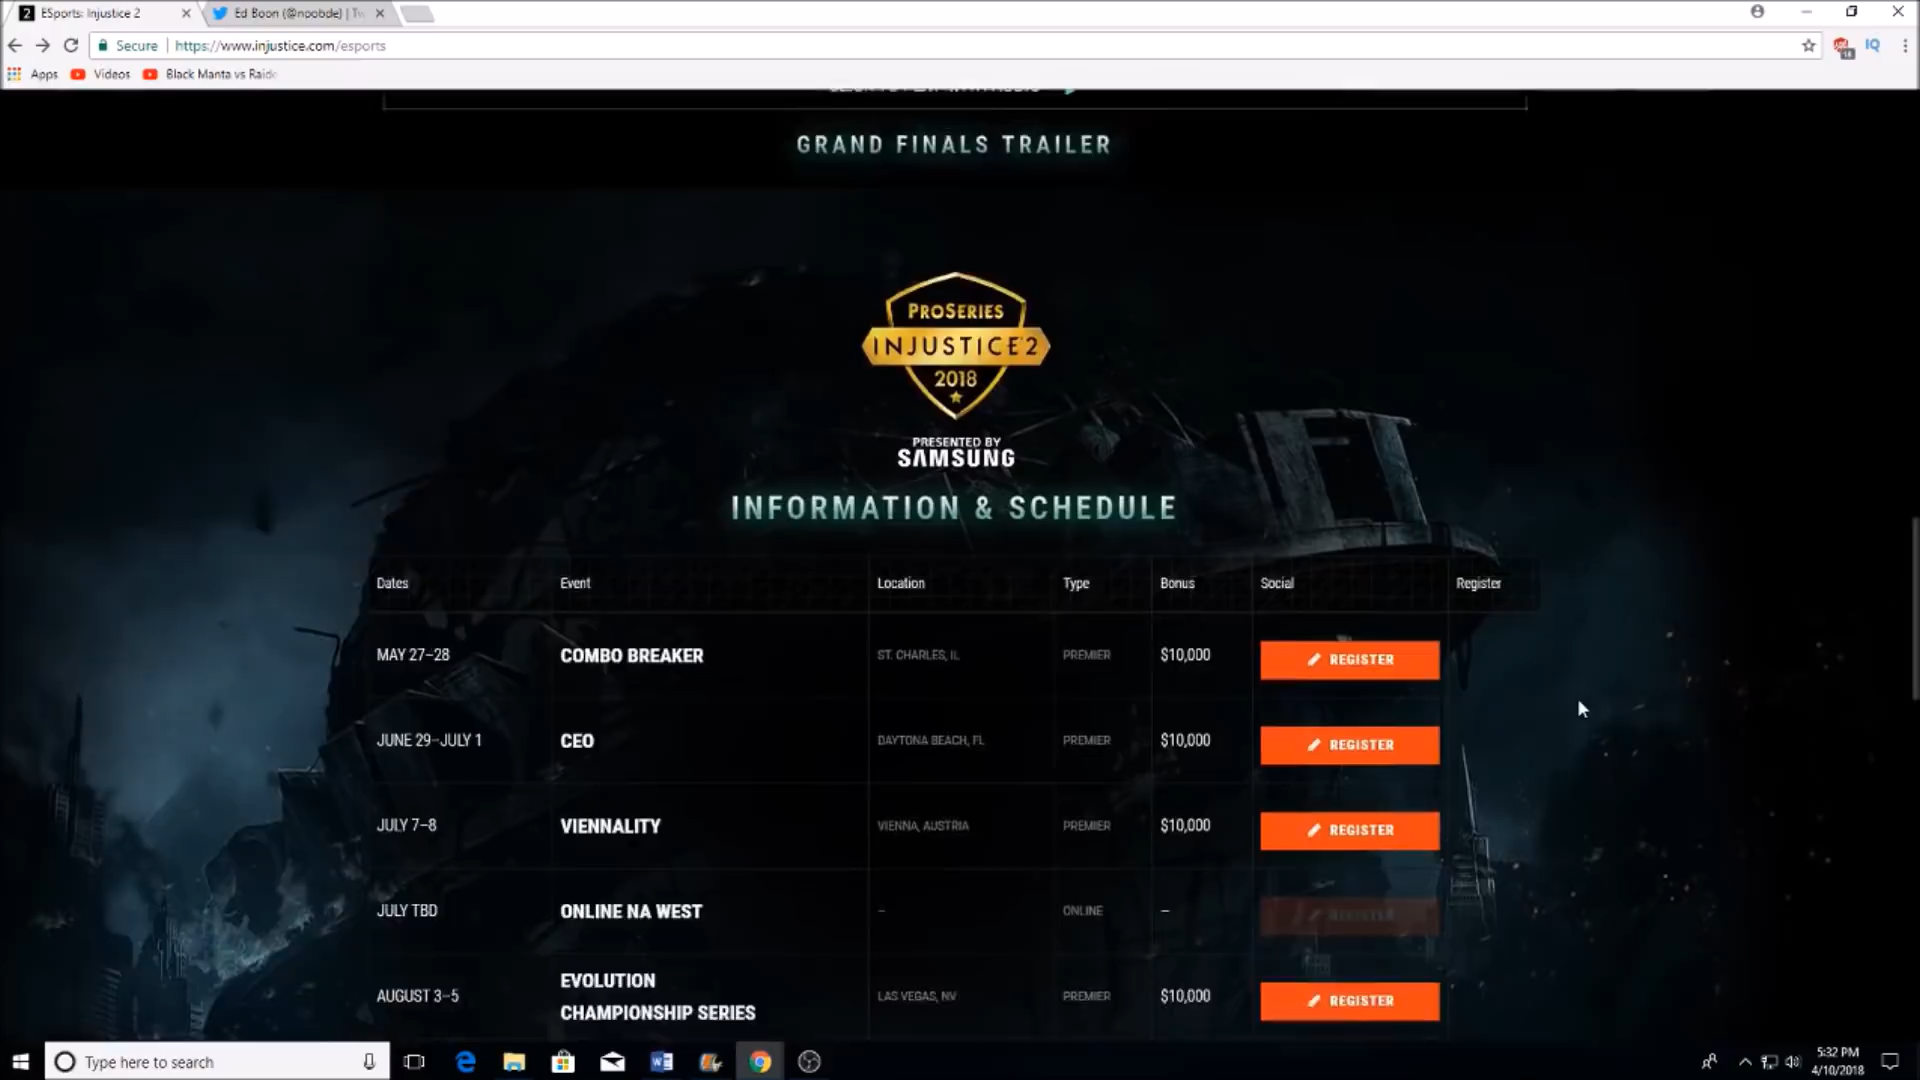 ESports: Injustice 2
Ed Boon (@noobde) | Tw
Secure | https://www.injustice.com/esports
Apps Videos Black Manta vs Raide
GRAND FINALS TRAILER
PROSERIES
INJUSTICE 2
2018
PRESENTED BY
SAMSUNG
INFORMATION & SCHEDULE
Dates Event Location Type Bonus Social Register
MAY 27–28 COMBO BREAKER ST. CHARLES, IL PREMIER $10,000 REGISTER
JUNE 29–JULY 1 CEO DAYTONA BEACH, FL PREMIER $10,000 REGISTER
JULY 7–8 VIENNALITY VIENNA, AUSTRIA PREMIER $10,000 REGISTER
JULY TBD ONLINE NA WEST – ONLINE – REGISTER
EVOLUTION
AUGUST 3–5 LAS VEGAS, NV PREMIER $10,000 REGISTER
CHAMPIONSHIP SERIES
Type here to search
5:32 PM
4/10/2018